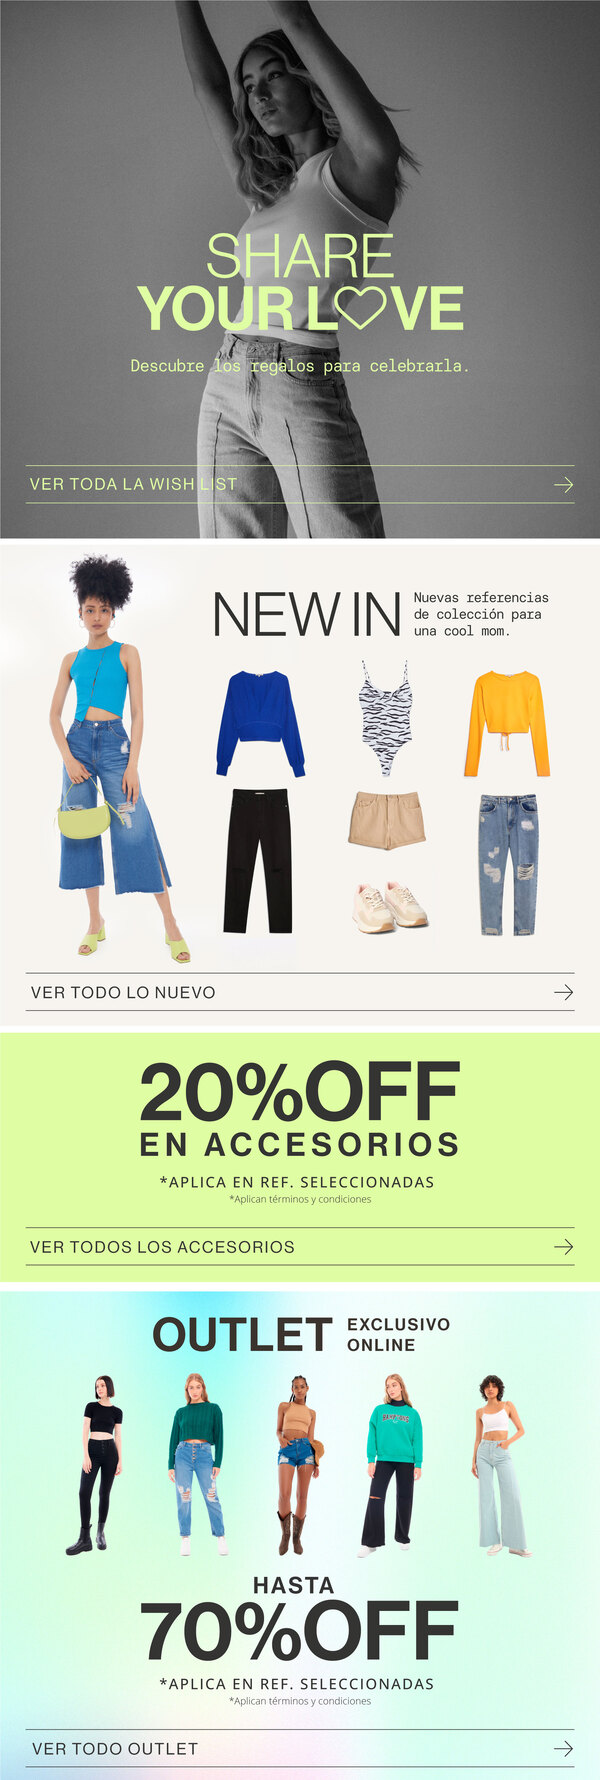 SHARE
YOUR L♡VE
Descubre los regalos para celebrarla.
VER TODA LA WISH LIST
NEW IN
Nuevas referencias
de colección para
una cool mom.
VER TODO LO NUEVO
20%OFF
EN ACCESORIOS
*APLICA EN REF. SELECCIONADAS
*Aplican términos y condiciones
VER TODOS LOS ACCESORIOS
OUTLET
EXCLUSIVO
ONLINE
HASTA
70%OFF
*APLICA EN REF. SELECCIONADAS
*Aplican términos y condiciones
VER TODO OUTLET